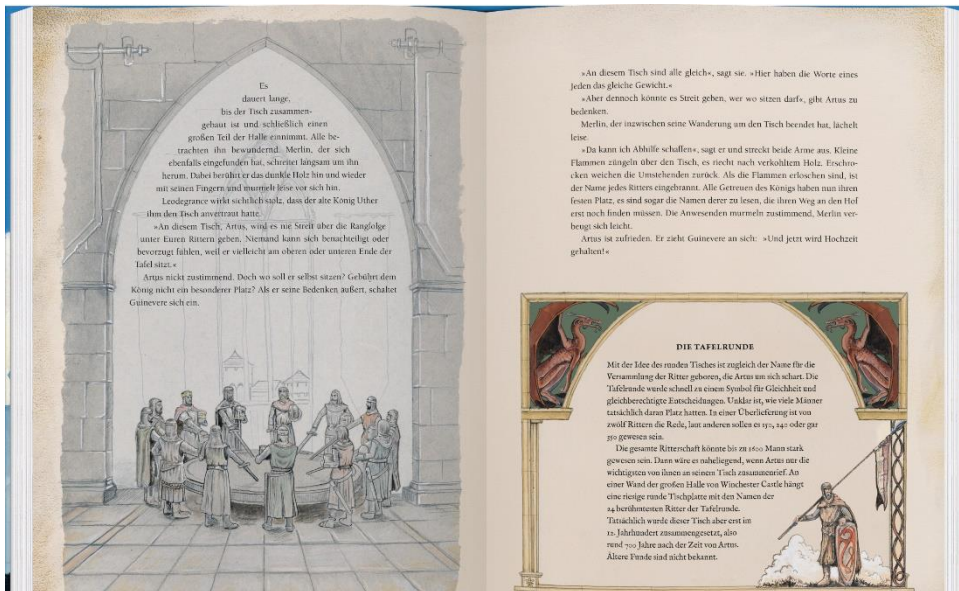 Es
dauert lange,
bis der Tisch zusammen-
gebaut ist und schließlich einen
großen Teil der Halle einnimmt. Alle be-
trachten ihn bewundernd. Merlin, der sich
ebenfalls eingefunden hat, schreitet langsam um ihn
herum. Dabei berührt er das dunkle Holz hin und wieder
mit seinen Fingern und murmelt leise vor sich hin.
Leodegrance wirkt sichtlich stolz, dass der alte König Uther
ihm den Tisch anvertraut hatte.
»An diesem Tisch, Artus, wird es nie Streit über die Rangfolge
unter Euren Rittern geben. Niemand kann sich benachteiligt oder
bevorzugt fühlen, weil er vielleicht am oberen oder unteren Ende der
Tafel sitzt.«
Artus nickt zustimmend. Doch wo soll er selbst sitzen? Gebührt dem
König nicht ein besonderer Platz? Als er seine Bedenken äußert, schaltet
Guinevere sich ein.
»An diesem Tisch sind alle gleich«, sagt sie. »Hier haben die Worte eines
Jeden das gleiche Gewicht.«
»Aber dennoch könnte es Streit geben, wer wo sitzen darf«, gibt Artus zu
bedenken.
Merlin, der inzwischen seine Wanderung um den Tisch beendet hat, lächelt
leise.
»Da kann ich Abhilfe schaffen«, sagt er und streckt beide Arme aus. Kleine
Flammen züngeln über den Tisch, es riecht nach verkohltem Holz. Erschro-
cken weichen die Umstehenden zurück. Als die Flammen erloschen sind, ist
der Name jedes Ritters eingebrannt. Alle Getreuen des Königs haben nun ihren
festen Platz, es sind sogar die Namen derer zu lesen, die ihren Weg an den Hof
erst noch finden müssen. Die Anwesenden murmeln zustimmend, Merlin ver-
beugt sich leicht.
Artus ist zufrieden. Er zieht Guinevere an sich: »Und jetzt wird Hochzeit
gehalten!«
DIE TAFELRUNDE
Mit der Idee des runden Tisches ist zugleich der Name für die
Versammlung der Ritter geboren, die Artus um sich schart. Die
Tafelrunde wurde schnell zu einem Symbol für Gleichheit und
gleichberechtigte Entscheidungen. Unklar ist, wie viele Männer
tatsächlich daran Platz hatten. In einer Überlieferung ist von
zwölf Rittern die Rede, laut anderen sollen es 150, 240 oder gar
350 gewesen sein.
Die gesamte Ritterschaft könnte bis zu 1600 Mann stark
gewesen sein. Dann wäre es naheliegend, wenn Artus nur die
wichtigsten von ihnen an seinem Tisch zusammenrief. An
einer Wand der großen Halle von Winchester Castle hängt
eine riesige runde Tischplatte mit den Namen der
24 berühmtesten Ritter der Tafelrunde.
Tatsächlich wurde dieser Tisch aber erst im
12. Jahrhundert zusammengesetzt, also
rund 700 Jahre nach der Zeit von Artus.
Ältere Funde sind nicht bekannt.